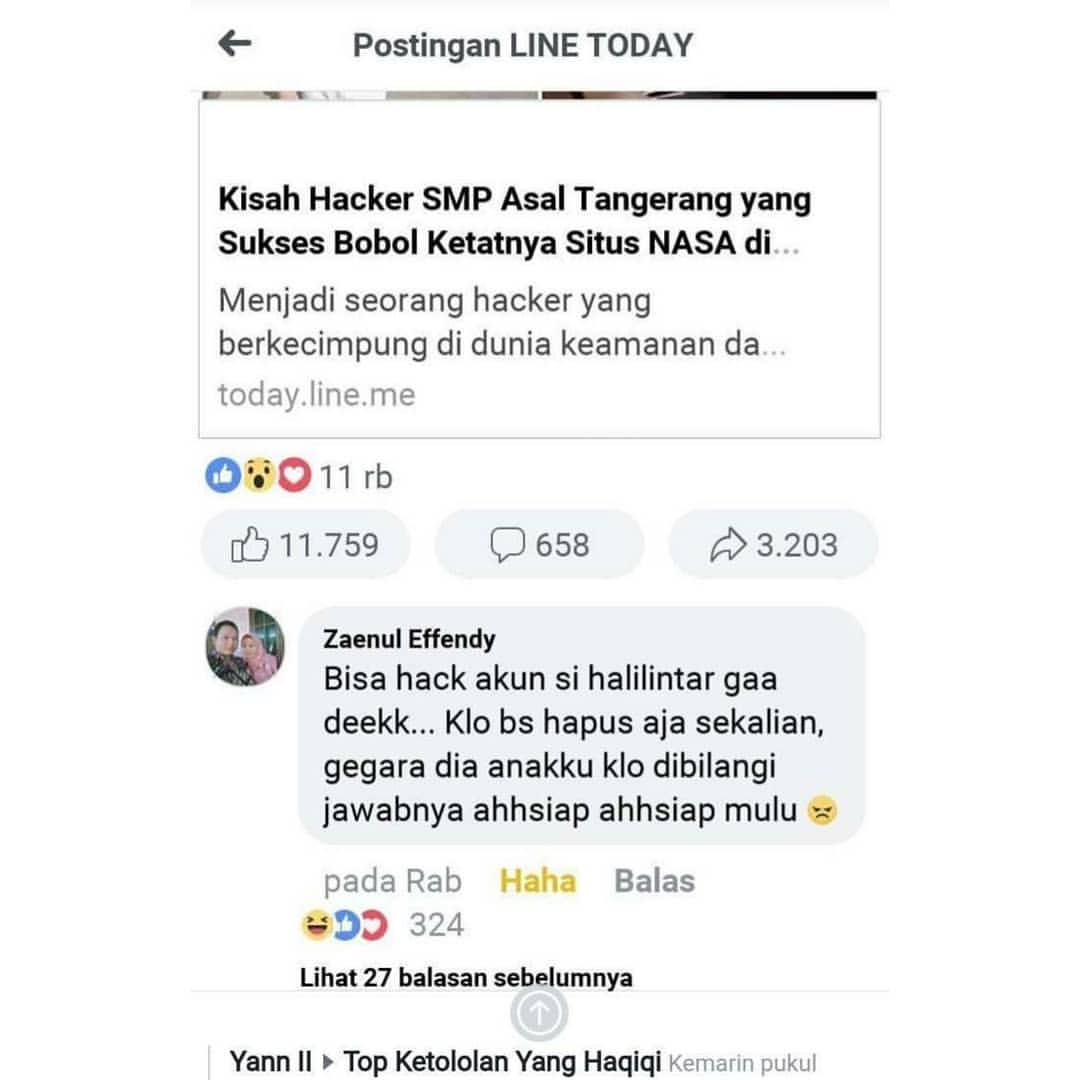 Postingan LINE TODAY
Kisah Hacker SMP Asal Tangerang yang
Sukses Bobol Ketatnya Situs NASA di...
Menjadi seorang hacker yang
berkecimpung di dunia keamanan da...
today.line.me
11 rb
11.759 658 3.203
Zaenul Effendy
Bisa hack akun si halilintar gaa
deekk... Klo bs hapus aja sekalian,
gegara dia anakku klo dibilangi
jawabnya ahhsiap ahhsiap mulu
pada Rab Haha Balas
324
Lihat 27 balasan sebelumnya
Yann II ▸ Top Ketololan Yang Haqiqi Kemarin pukul